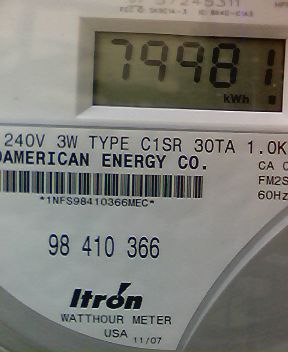 37245311
79981
kWh
240V 3W TYPE C1SR 30TA 1.0K
AMERICAN ENERGY CO.
CA
FM2S
60Hz
*1NFS98410366MEC*
98 410 366
Itron
WATTHOUR METER
USA 11/07